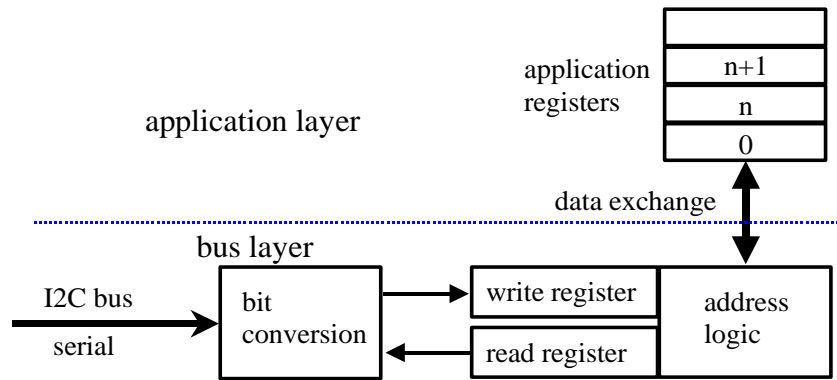 n+1
application
registers
n
application layer
0
data exchange
bus layer
I2C bus
serial
bit
conversion
write register
read register
address
logic